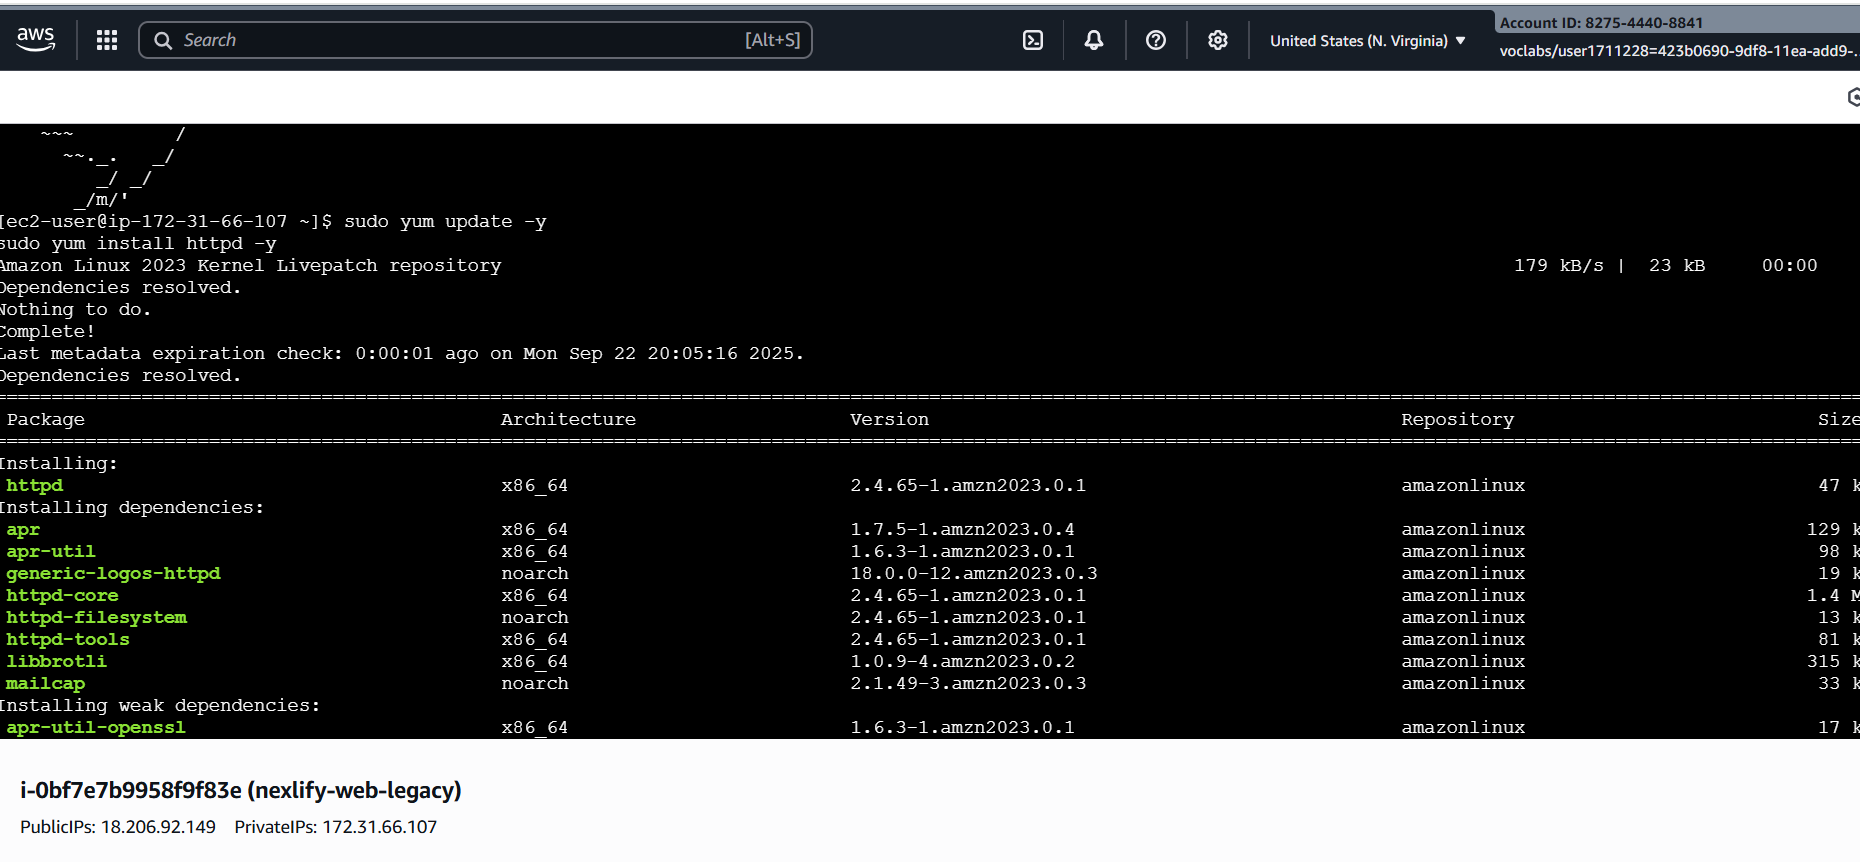 aws
Search [Alt+S]
United States (N. Virginia)
Account ID: 8275-4440-8841
voclabs/user1711228=423b0690-9df8-11ea-add9-...
~~~ /
~~._. _/
_/ _/
_/m/'
[ec2-user@ip-172-31-66-107 ~]$ sudo yum update -y
sudo yum install httpd -y
Amazon Linux 2023 Kernel Livepatch repository 179 kB/s | 23 kB 00:00
Dependencies resolved.
Nothing to do.
Complete!
Last metadata expiration check: 0:00:01 ago on Mon Sep 22 20:05:16 2025.
Dependencies resolved.
Package Architecture Version Repository Size
Installing:
httpd x86_64 2.4.65-1.amzn2023.0.1 amazonlinux 47 k
Installing dependencies:
apr x86_64 1.7.5-1.amzn2023.0.4 amazonlinux 129 k
apr-util x86_64 1.6.3-1.amzn2023.0.1 amazonlinux 98 k
generic-logos-httpd noarch 18.0.0-12.amzn2023.0.3 amazonlinux 19 k
httpd-core x86_64 2.4.65-1.amzn2023.0.1 amazonlinux 1.4 M
httpd-filesystem noarch 2.4.65-1.amzn2023.0.1 amazonlinux 13 k
httpd-tools x86_64 2.4.65-1.amzn2023.0.1 amazonlinux 81 k
libbrotli x86_64 1.0.9-4.amzn2023.0.2 amazonlinux 315 k
mailcap noarch 2.1.49-3.amzn2023.0.3 amazonlinux 33 k
Installing weak dependencies:
apr-util-openssl x86_64 1.6.3-1.amzn2023.0.1 amazonlinux 17 k
i-0bf7e7b9958f9f83e (nexlify-web-legacy)
PublicIPs: 18.206.92.149 PrivateIPs: 172.31.66.107